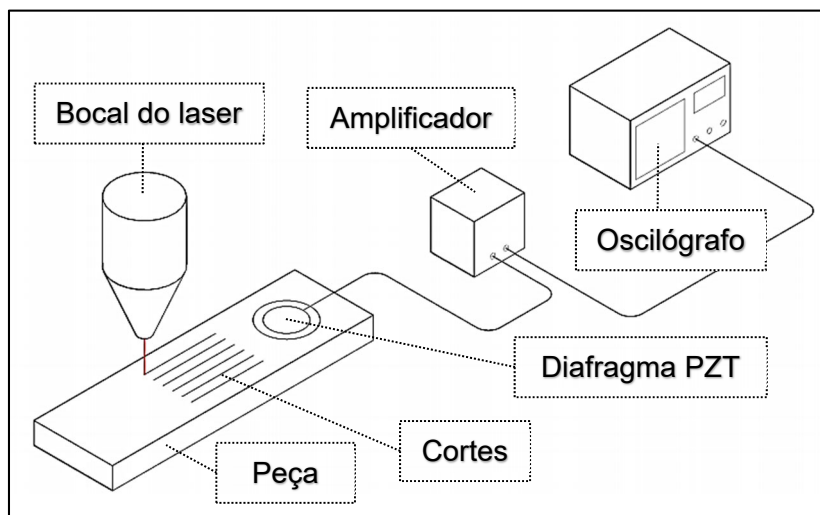 Bocal do laser
Amplificador
Oscilógrafo
Diafragma PZT
Cortes
Peça